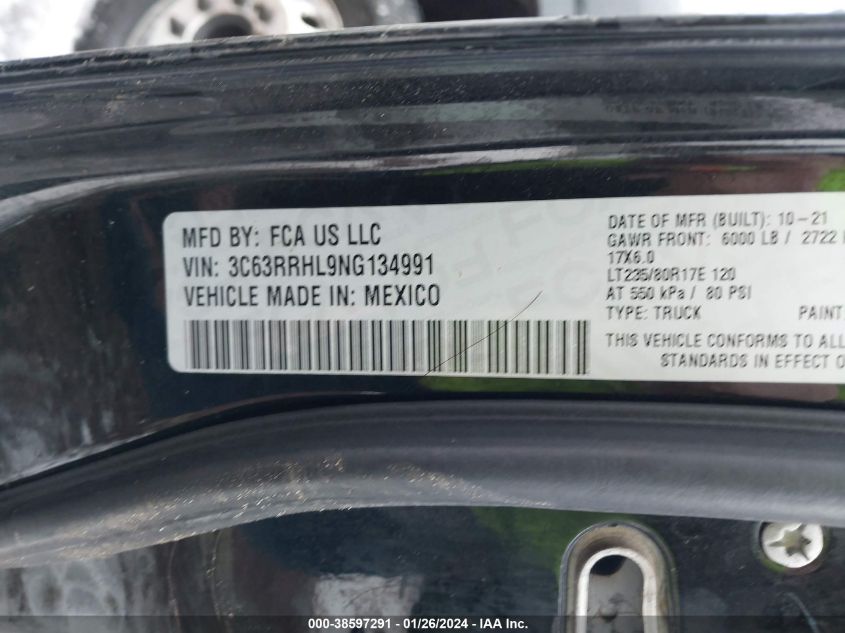 MFD BY: FCA US LLC
VIN: 3C63RRHL9NG134991
VEHICLE MADE IN: MEXICO
DATE OF MFR (BUILT): 10-21
GAWR FRONT: 6000 LB / 2722
17X6.0
LT235/80R17E 120
AT 550 kPa / 80 PSI
TYPE: TRUCK PAINT
THIS VEHICLE CONFORMS TO ALL
STANDARDS IN EFFECT O
000-38597291 - 01/26/2024 - IAA Inc.